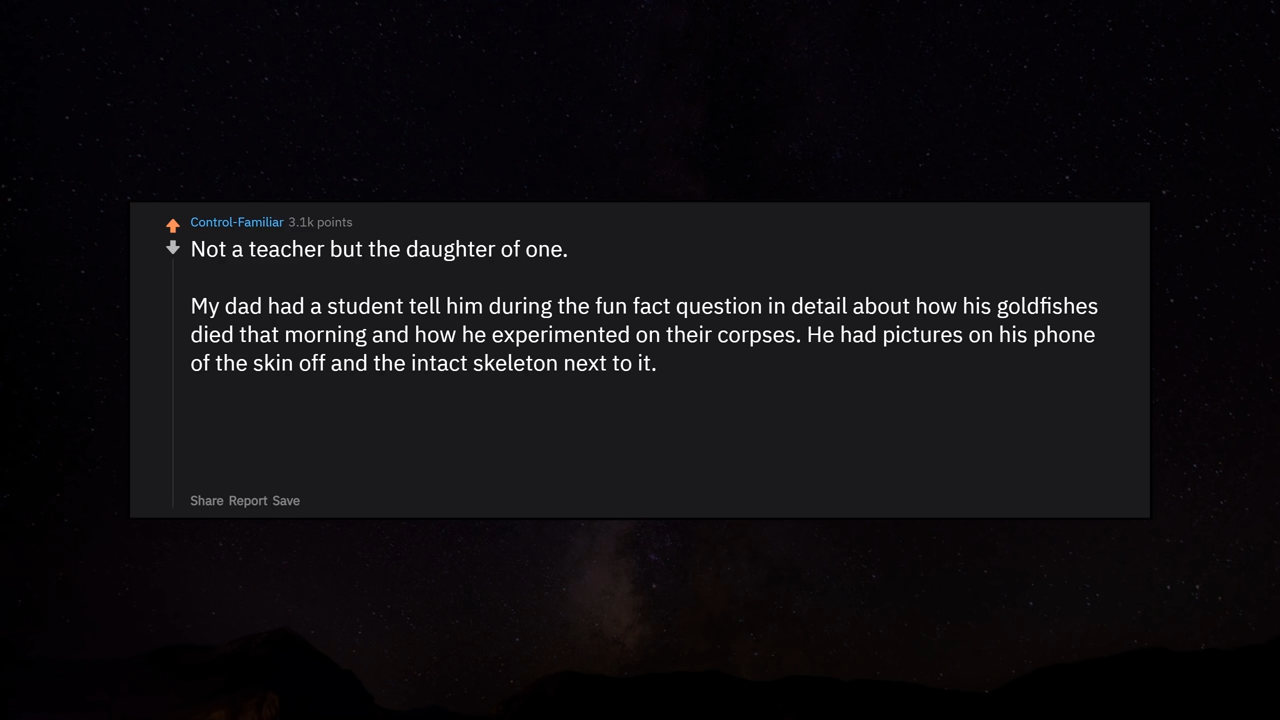 Control-Familiar 3.1k points
Not a teacher but the daughter of one.
My dad had a student tell him during the fun fact question in detail about how his goldfishes
died that morning and how he experimented on their corpses. He had pictures on his phone
of the skin off and the intact skeleton next to it.
Share Report Save